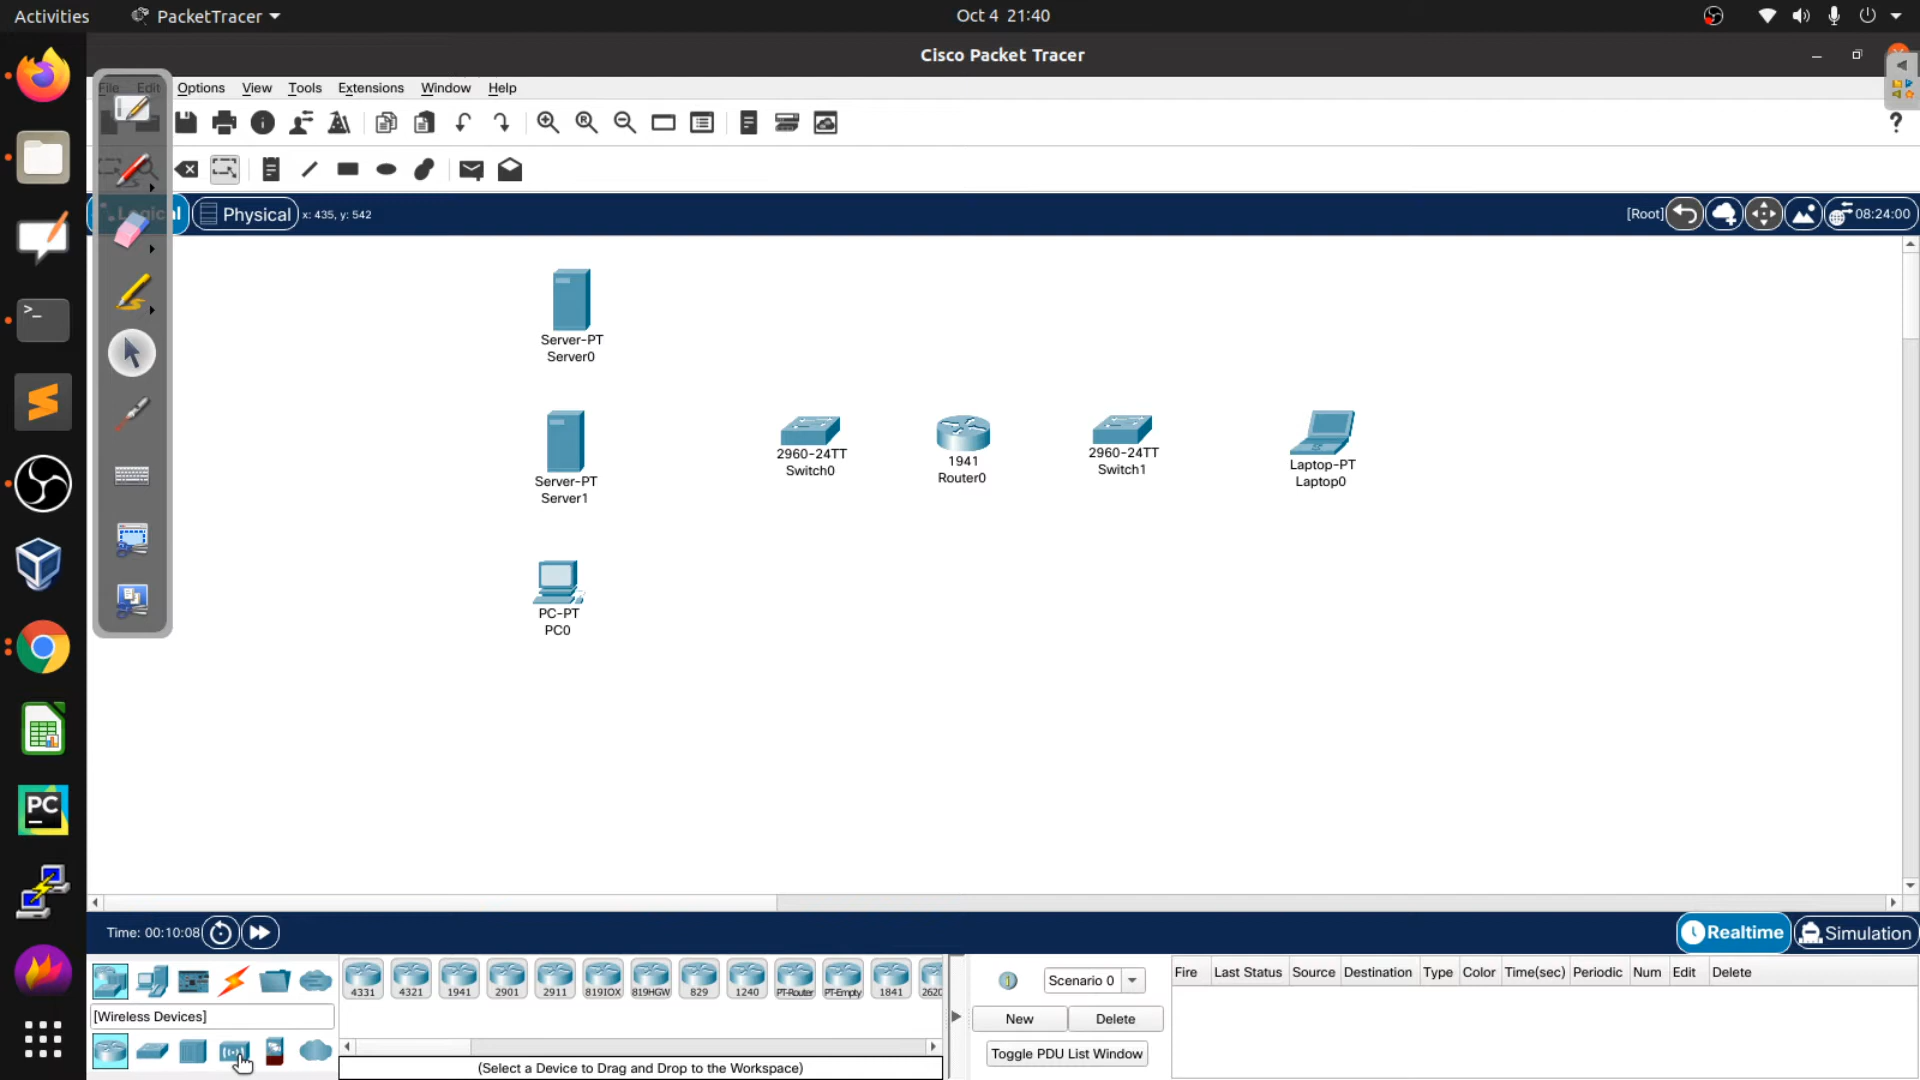 Activities PacketTracer Oct 4 21:40
Cisco Packet Tracer
File Edit Options View Tools Extensions Window Help
?
Logical Physical x: 435, y: 542 [Root] 08:24:00
Server-PT
Server0
Server-PT
Server1
2960-24TT
Switch0
1941
Router0
2960-24TT
Switch1
Laptop-PT
Laptop0
PC-PT
PC0
Time: 00:10:08 Realtime Simulation
4331 4321 1941 2901 2911 819IOX 819HGW 829 1240 PT-Router PT-Empty 1841
[Wireless Devices]
(Select a Device to Drag and Drop to the Workspace)
Scenario 0
New Delete
Toggle PDU List Window
Fire Last Status Source Destination Type Color Time(sec) Periodic Num Edit Delete
PC
>_